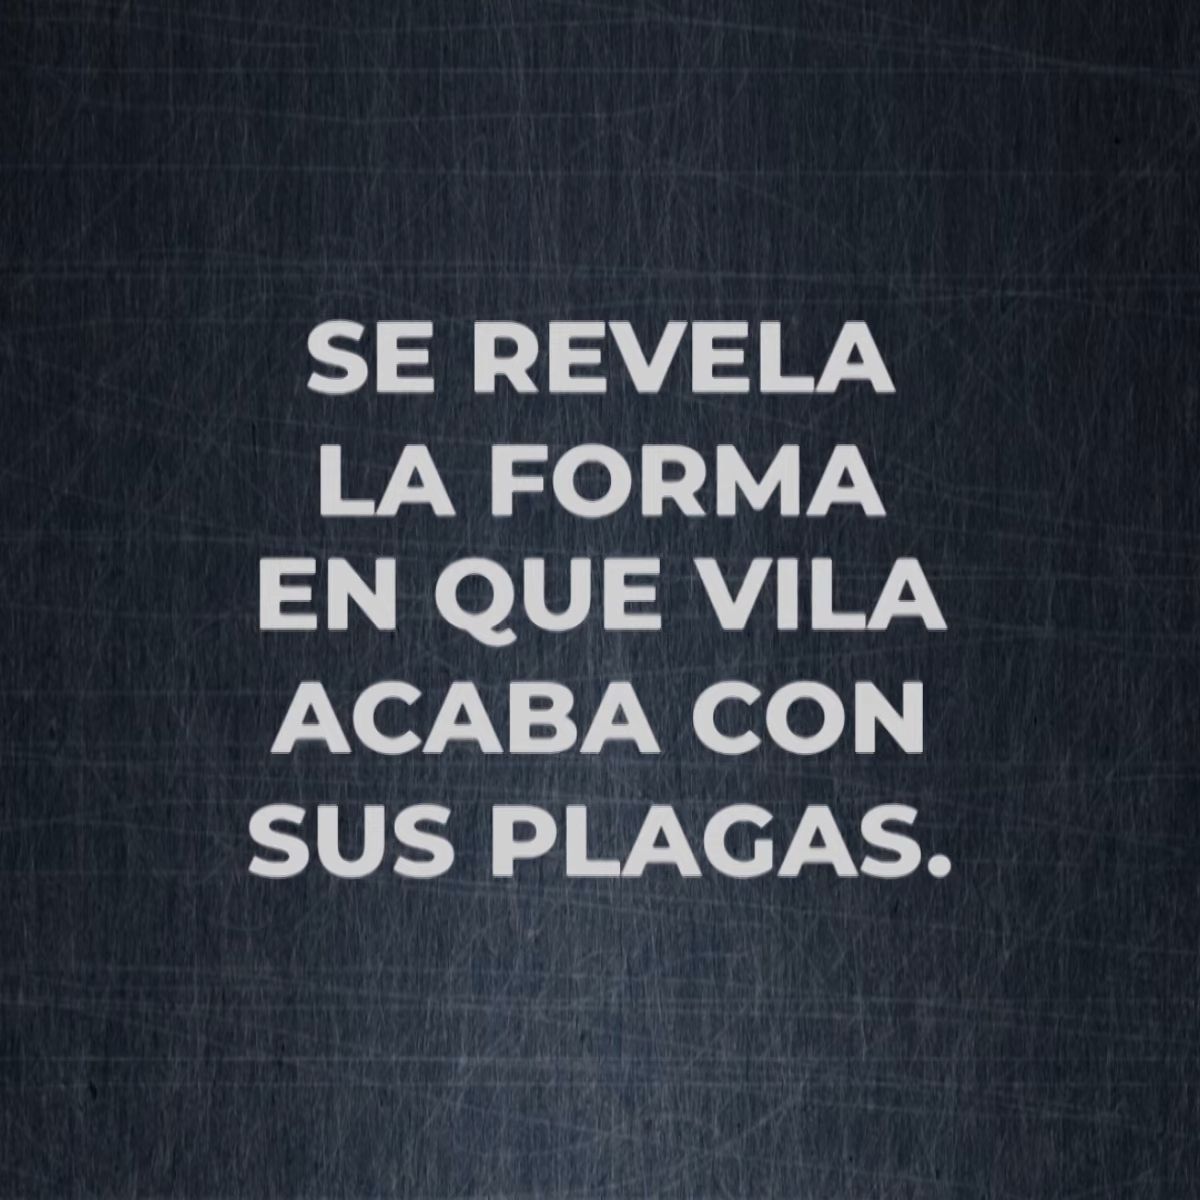 SE REVELA
LA FORMA
EN QUE VILA
ACABA CON
SUS PLAGAS.